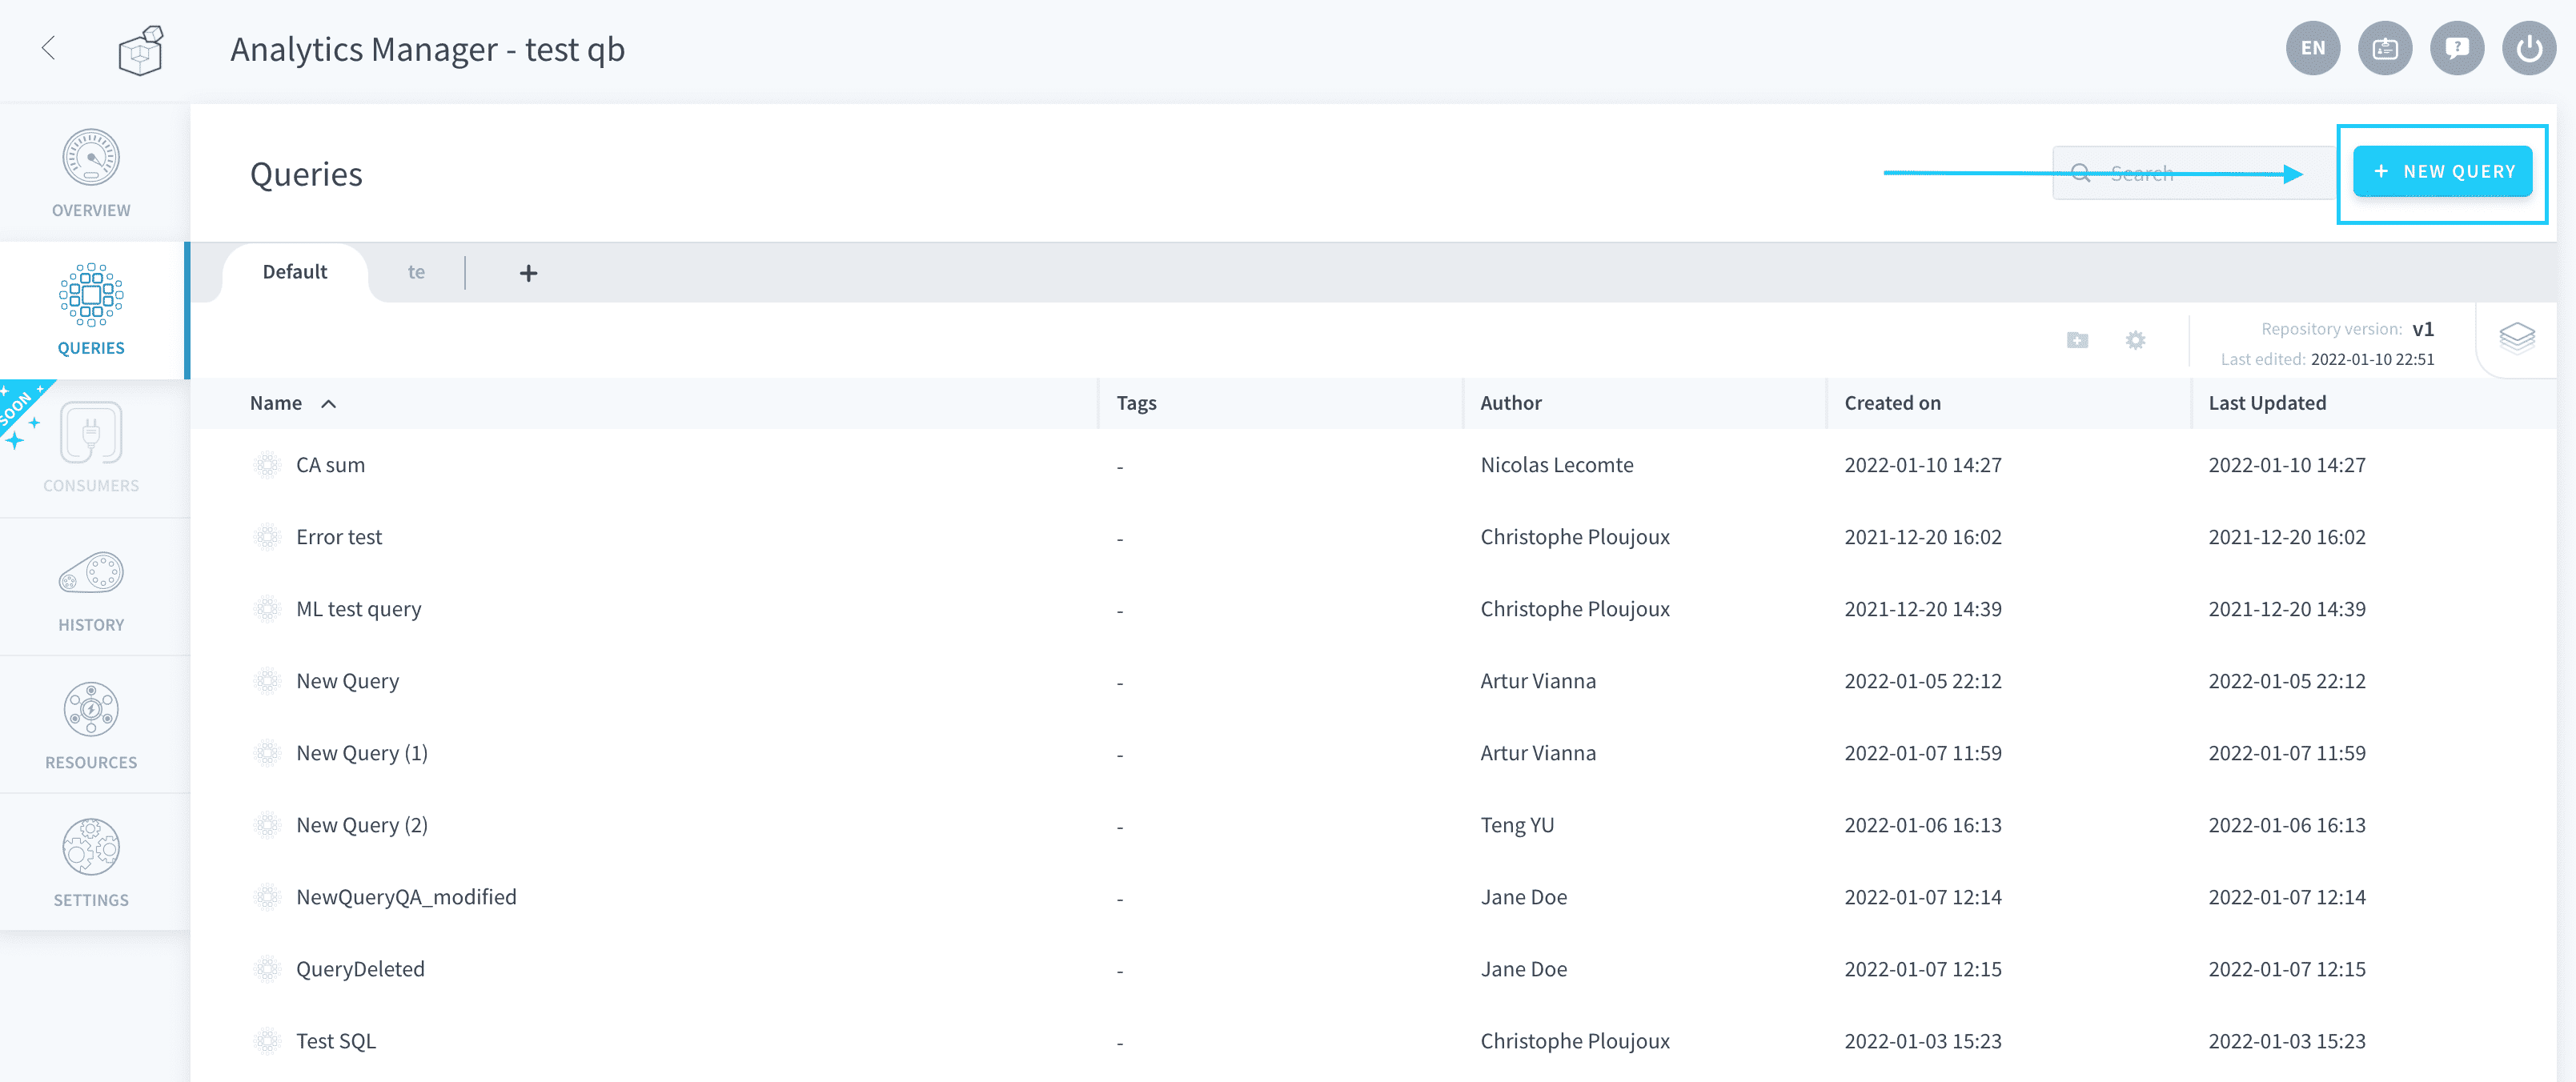 Analytics Manager - test qb
EN
?
OVERVIEW
QUERIES
SOON
CONSUMERS
HISTORY
RESOURCES
SETTINGS
Queries
Search
+ NEW QUERY
Default te +
Repository version: v1
Last edited: 2022-01-10 22:51
Name Tags Author Created on Last Updated
CA sum - Nicolas Lecomte 2022-01-10 14:27 2022-01-10 14:27
Error test - Christophe Ploujoux 2021-12-20 16:02 2021-12-20 16:02
ML test query - Christophe Ploujoux 2021-12-20 14:39 2021-12-20 14:39
New Query - Artur Vianna 2022-01-05 22:12 2022-01-05 22:12
New Query (1) - Artur Vianna 2022-01-07 11:59 2022-01-07 11:59
New Query (2) - Teng YU 2022-01-06 16:13 2022-01-06 16:13
NewQueryQA_modified - Jane Doe 2022-01-07 12:14 2022-01-07 12:14
QueryDeleted - Jane Doe 2022-01-07 12:15 2022-01-07 12:15
Test SQL - Christophe Ploujoux 2022-01-03 15:23 2022-01-03 15:23